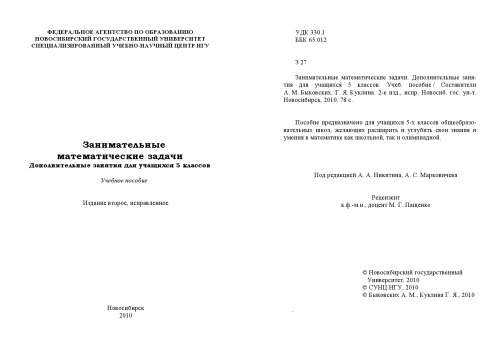 ФЕДЕРАЛЬНОЕ АГЕНТСТВО ПО ОБРАЗОВАНИЮ
НОВОСИБИРСКИЙ ГОСУДАРСТВЕННЫЙ УНИВЕРСИТЕТ
СПЕЦИАЛИЗИРОВАННЫЙ УЧЕБНО-НАУЧНЫЙ ЦЕНТР НГУ
Занимательные
математические задачи
Дополнительные занятия для учащихся 5 классов
Учебное пособие
Издание второе, исправленное
Новосибирск
2010
УДК 330.1
ББК 65.012
З 27
Занимательные математические задачи. Дополнительные заня-
тия для учащихся 5 классов: Учеб. пособие / Составители
А. М. Быковских, Г. Я. Куклина. 2-е изд., испр. Новосиб. гос. ун-т.
Новосибирск, 2010. 78 с.
Пособие предназначено для учащихся 5-х классов общеобразо-
вательных школ, желающих расширить и углубить свои знания и
умения в математике как школьной, так и олимпиадной.
Под редакцией А. А. Никитина, А. С. Марковичева
Рецензент
к.ф.-м.н., доцент М. Г. Пащенко
© Новосибирский государственный
Университет, 2010
© СУНЦ НГУ, 2010
© Быковских А. М., Куклина Г. Я., 2010